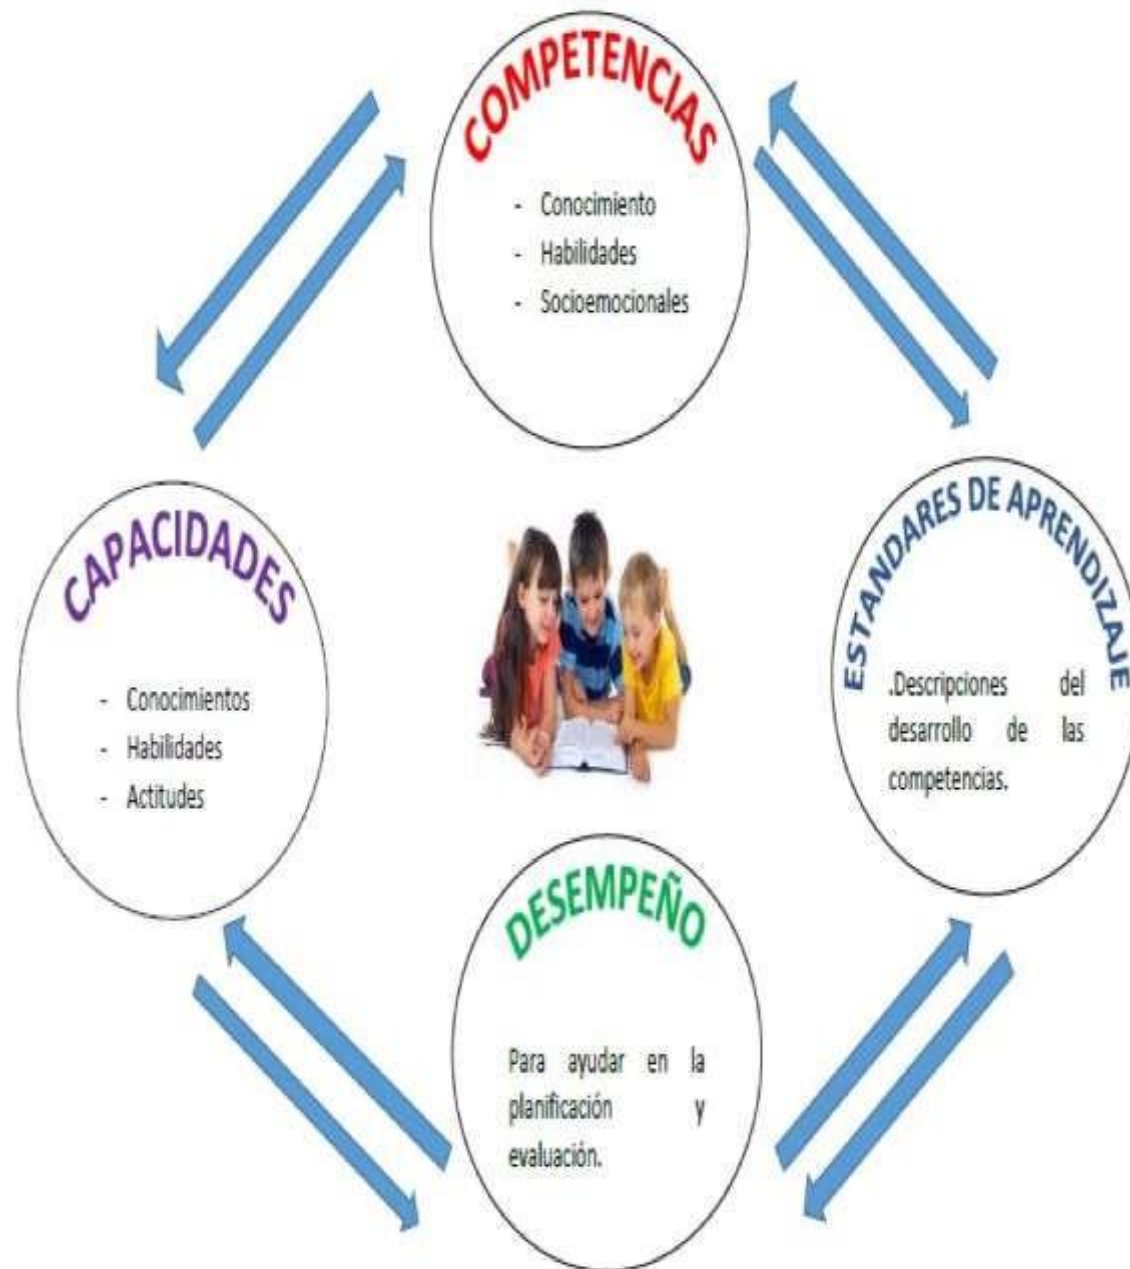 COMPETENCIAS
- Conocimiento
- Habilidades
- Socioemocionales
CAPACIDADES
- Conocimientos
- Habilidades
- Actitudes
ESTANDARES DE APRENDIZAJE
.Descripciones del
desarrollo de las
competencias.
DESEMPEÑO
Para ayudar en la
planificación y
evaluación.